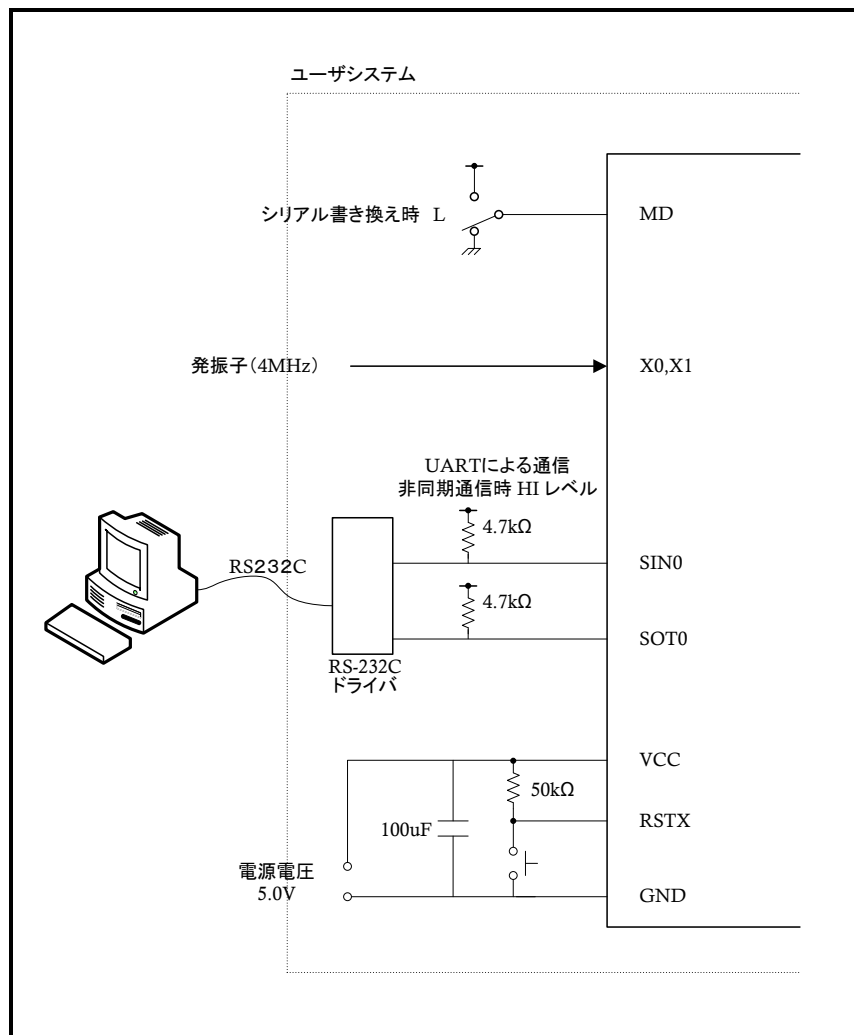 ユーザシステム
シリアル書き換え時 L
MD
発振子(4MHz)
X0,X1
UARTによる通信
非同期通信時 HI レベル
4.7kΩ
RS232C
SIN0
4.7kΩ
SOT0
RS-232C
ドライバ
VCC
50kΩ
100uF
RSTX
電源電圧
5.0V
GND